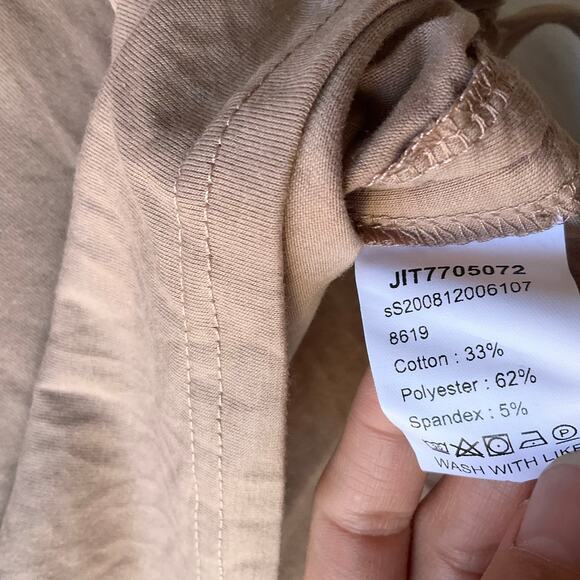 JIT7705072
sS200812006107
8619
Cotton : 33%
Polyester : 62%
Spandex : 5%
WASH WITH LIKE